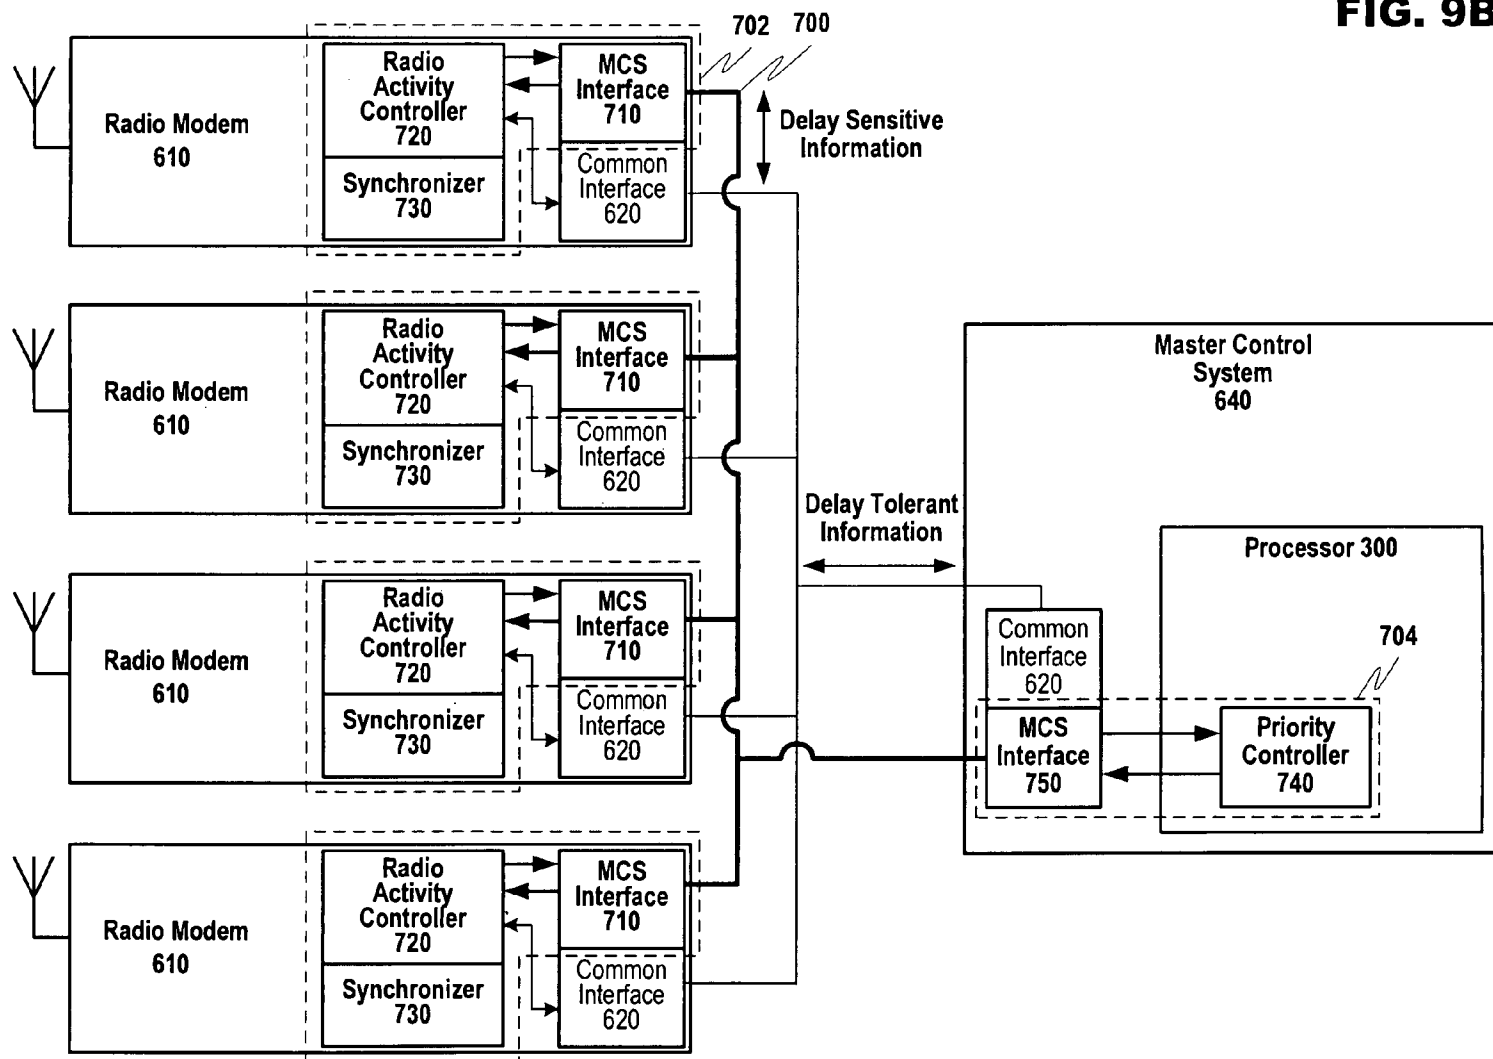 FIG. 9B
702 700
Radio Modem
610
Radio
Activity
Controller
720
Synchronizer
730
MCS
Interface
710
Common
Interface
620
Delay Sensitive
Information
Radio Modem
610
Radio
Activity
Controller
720
Synchronizer
730
MCS
Interface
710
Common
Interface
620
Radio Modem
610
Radio
Activity
Controller
720
Synchronizer
730
MCS
Interface
710
Common
Interface
620
Radio Modem
610
Radio
Activity
Controller
720
Synchronizer
730
MCS
Interface
710
Common
Interface
620
Delay Tolerant
Information
Master Control
System
640
Processor 300
704
Common
Interface
620
MCS
Interface
750
Priority
Controller
740